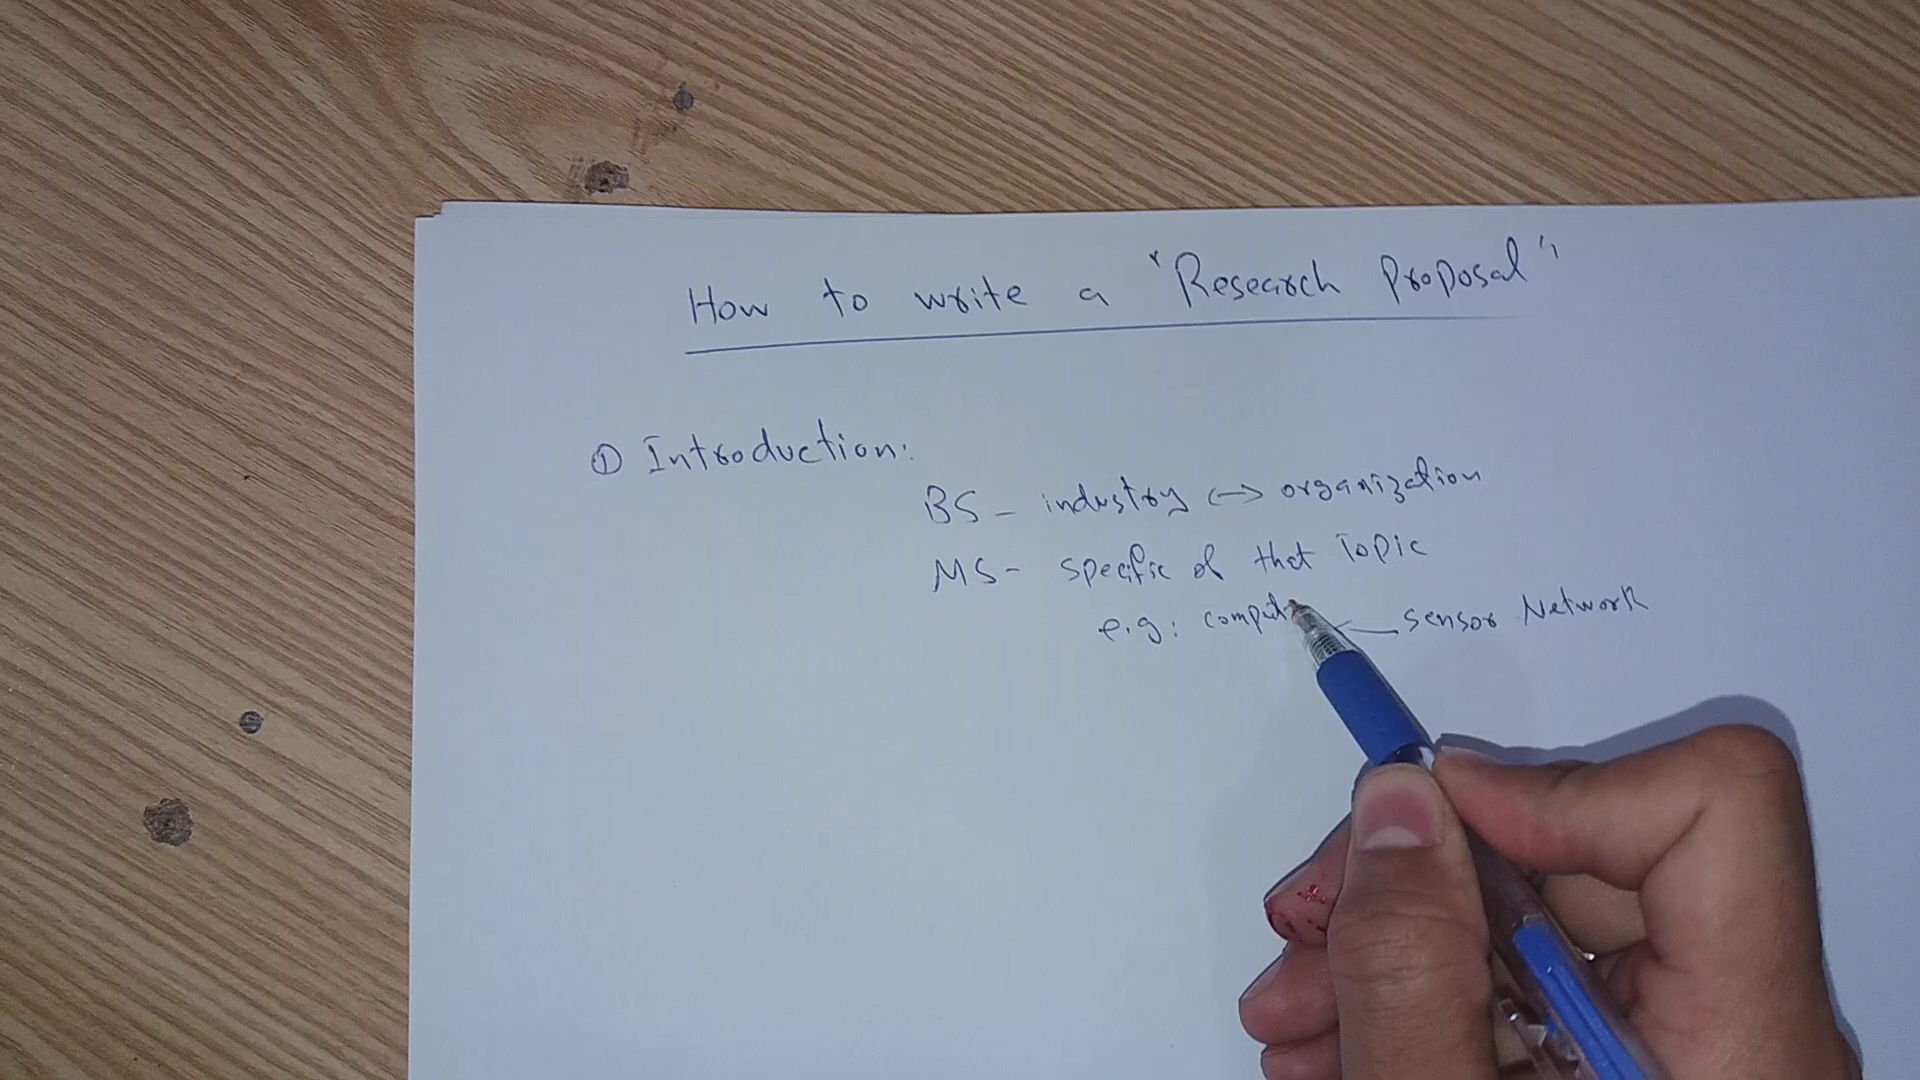 How to write a "Research Proposal"
① Introduction:
BS - industry ↔ organization
MS - specific of that Topic
e.g: Sensor Network